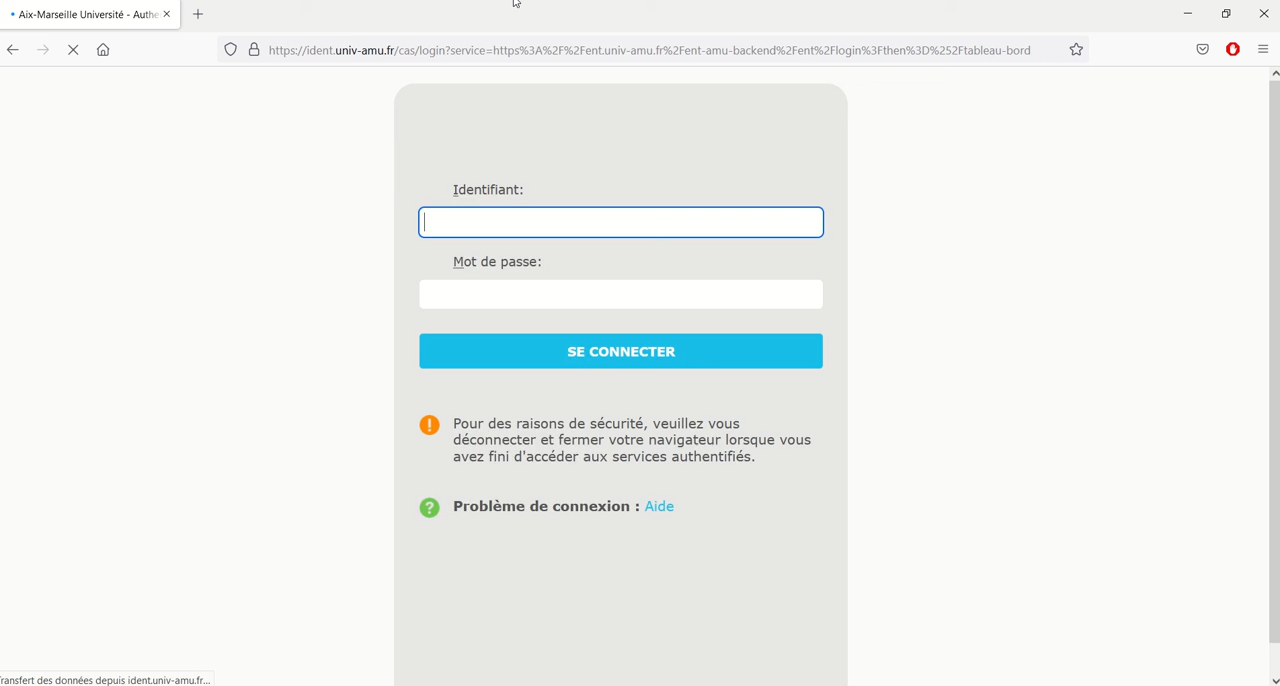 Aix-Marseille Université - Authe
https://ident.univ-amu.fr/cas/login?service=https%3A%2F%2Fent.univ-amu.fr%2Fent-amu-backend%2Fent%2Flogin%3Fthen%3D%252Ftableau-bord
Identifiant:
Mot de passe:
SE CONNECTER
Pour des raisons de sécurité, veuillez vous
déconnecter et fermer votre navigateur lorsque vous
avez fini d'accéder aux services authentifiés.
Problème de connexion : Aide
Transfert des données depuis ident.univ-amu.fr...